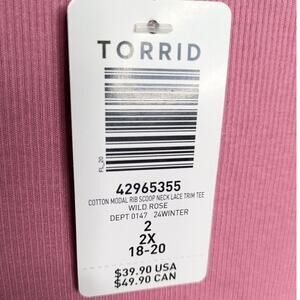 TORRID
FL_20
42965355
COTTON MODAL RIB SCOOP NECK LACE TRIM TEE
WILD ROSE
DEPT 0147 24WINTER
2
2X
18-20
$39.90 USA
$49.90 CAN